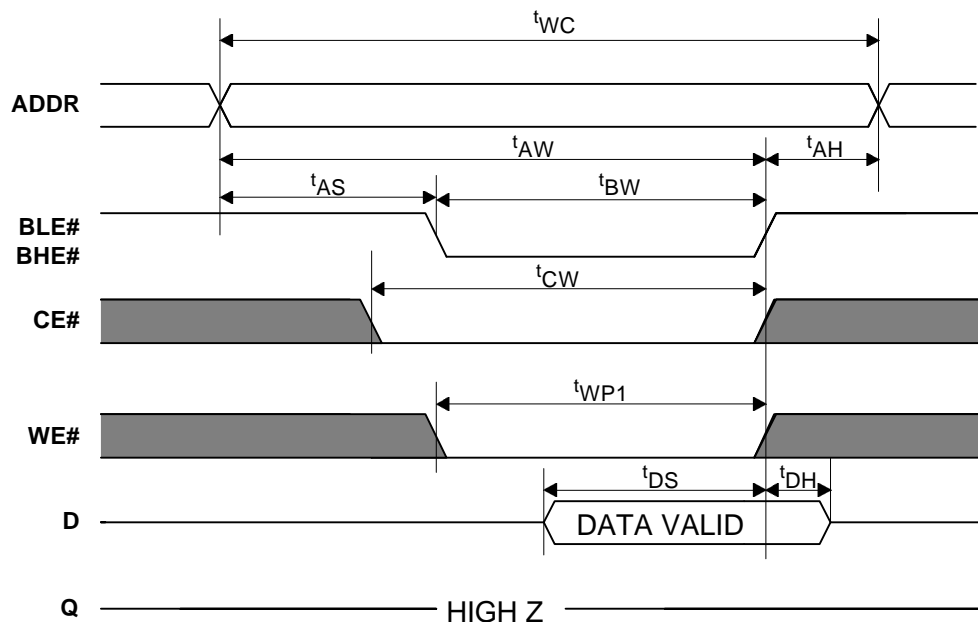 tWC
ADDR
tAW tAH
tAS tBW
BLE#
BHE#
tCW
CE#
tWP1
WE#
tDS tDH
D DATA VALID
Q HIGH Z